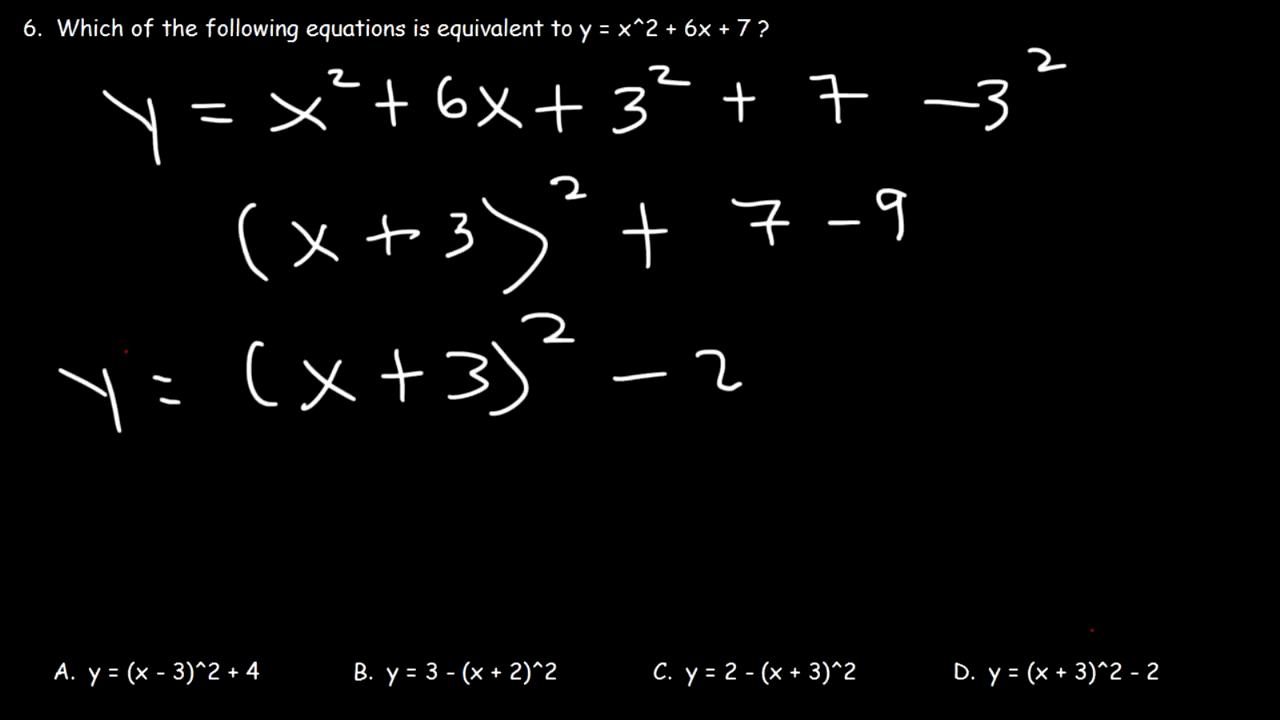 6. Which of the following equations is equivalent to y = x^2 + 6x + 7 ?
y = x² + 6x + 3² + 7 - 3²
(x + 3)² + 7 - 9
y = (x + 3)² - 2
A. y = (x - 3)^2 + 4 B. y = 3 - (x + 2)^2 C. y = 2 - (x + 3)^2 D. y = (x + 3)^2 - 2